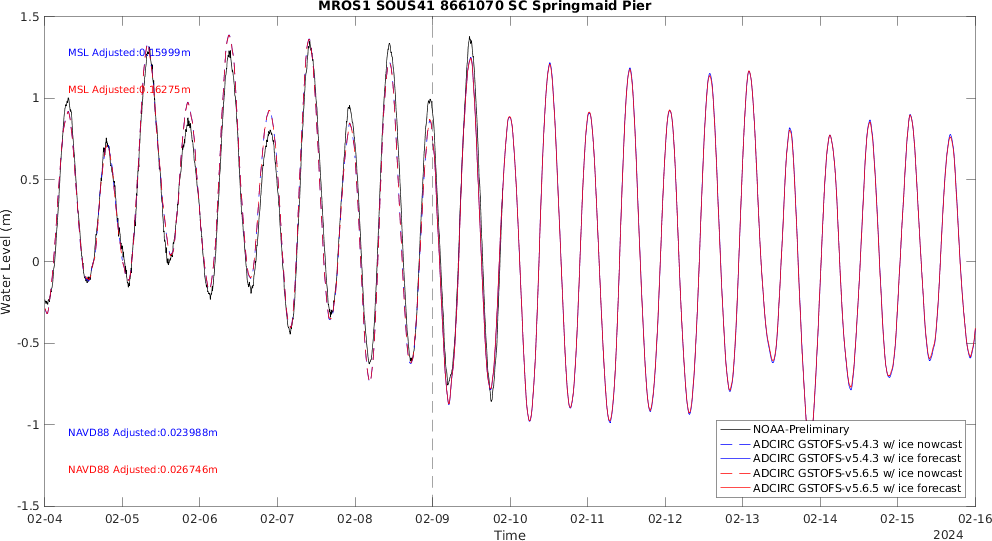 MROS1 SOUS41 8661070 SC Springmaid Pier
1.5
1
0.5
0
-0.5
-1
-1.5
Water Level (m)
MSL Adjusted:0.15999m
MSL Adjusted:0.16275m
NAVD88 Adjusted:0.023988m
NAVD88 Adjusted:0.026746m
NOAA-Preliminary
ADCIRC GSTOFS-v5.4.3 w/ ice nowcast
ADCIRC GSTOFS-v5.4.3 w/ ice forecast
ADCIRC GSTOFS-v5.6.5 w/ ice nowcast
ADCIRC GSTOFS-v5.6.5 w/ ice forecast
02-04 02-05 02-06 02-07 02-08 02-09 02-10 02-11 02-12 02-13 02-14 02-15 02-16
Time
2024